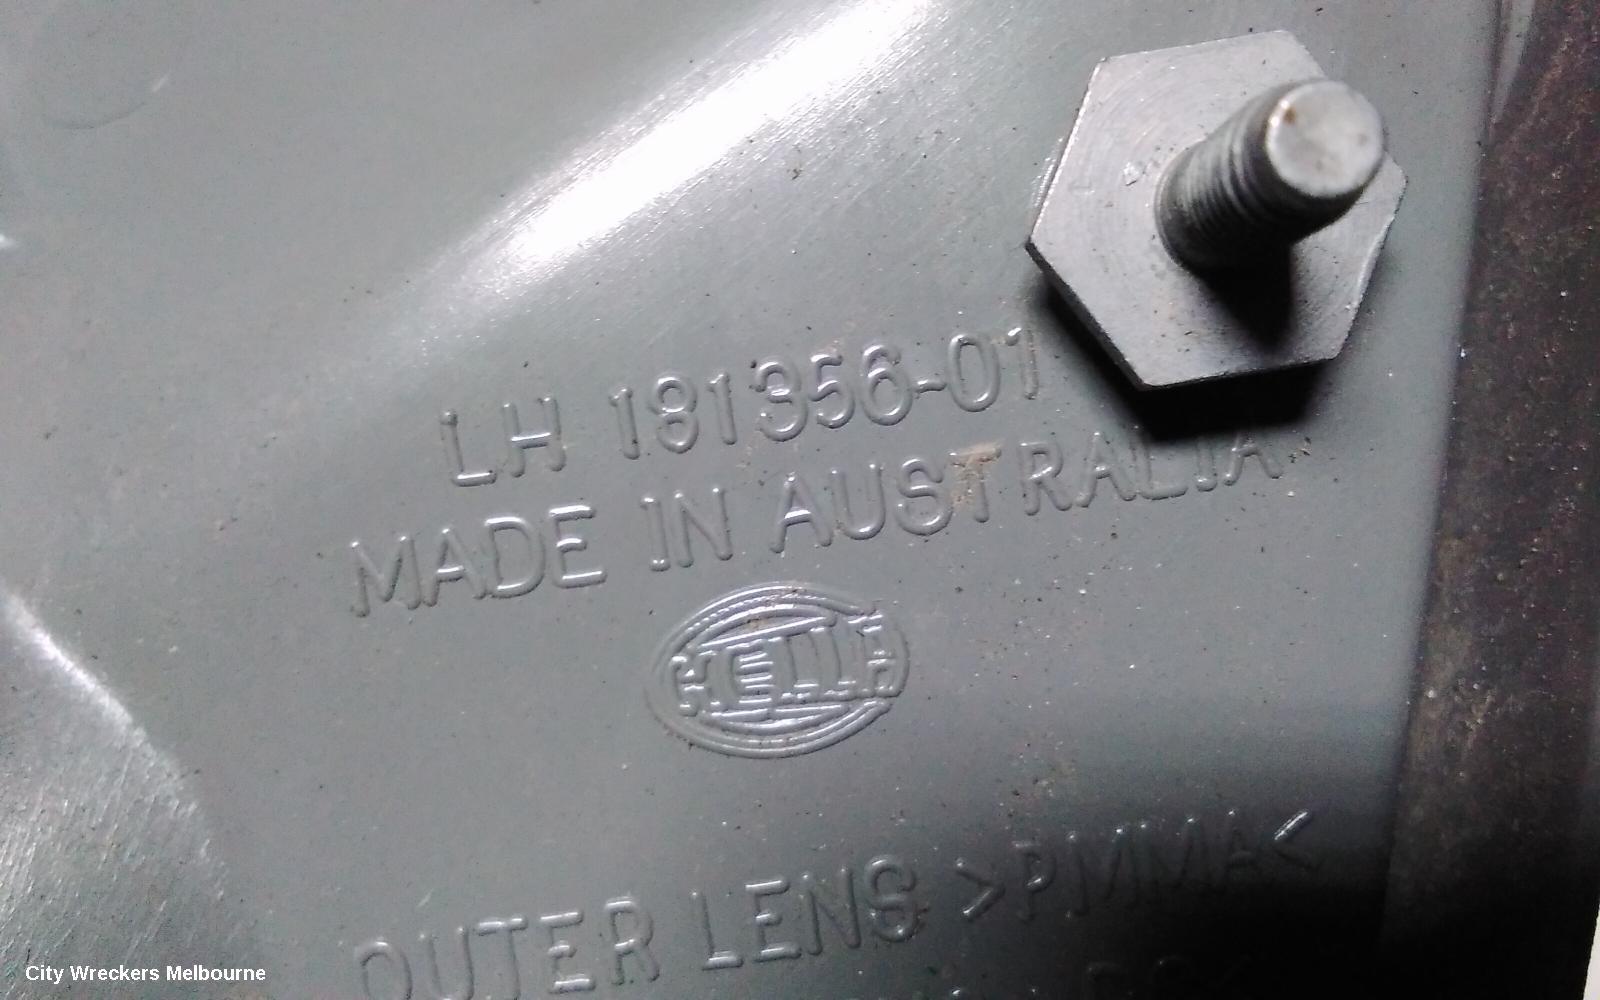 LH 181356-01
MADE IN AUSTRALIA
HELLA
OUTER LENS >PMMA<
City Wreckers Melbourne